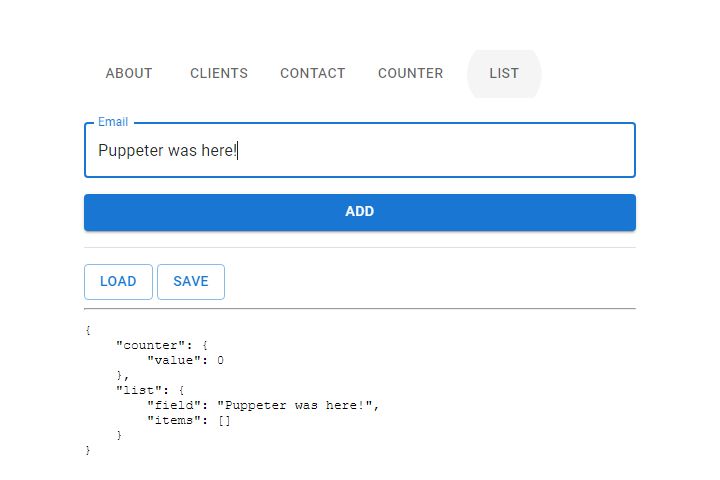 ABOUT CLIENTS CONTACT COUNTER LIST
Email
Puppeter was here!
ADD
LOAD SAVE
{
    "counter": {
        "value": 0
    },
    "list": {
        "field": "Puppeter was here!",
        "items": []
    }
}